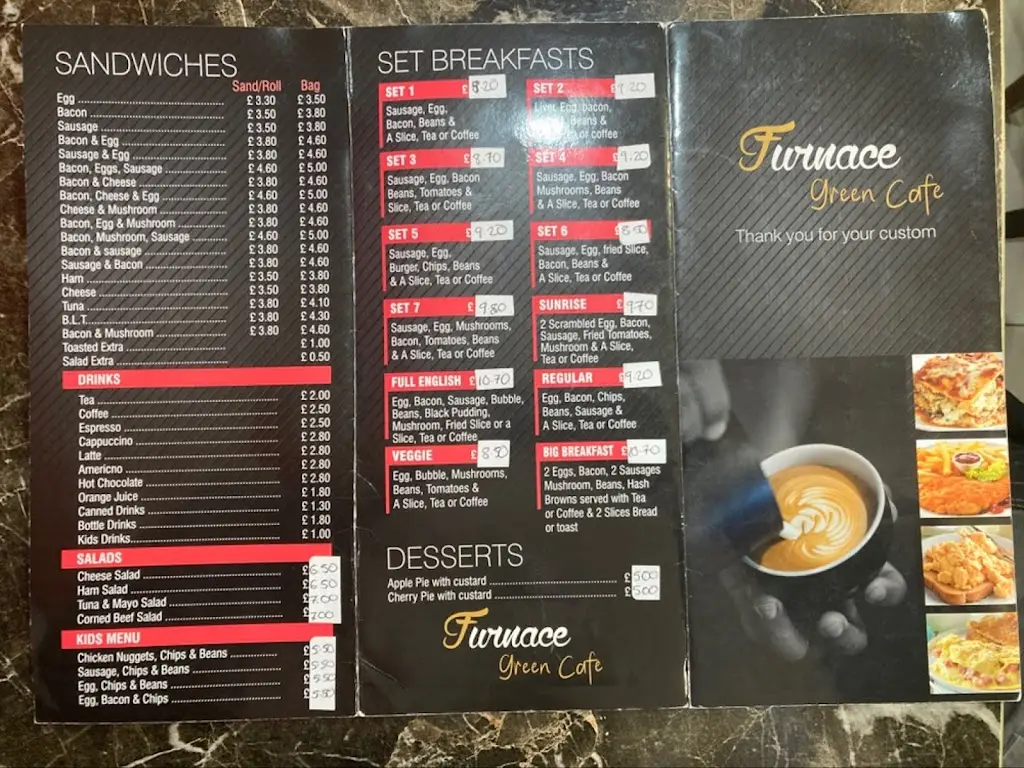 SANDWICHES
Sand/Roll Bag
Egg £ 3.30 £ 3.50
Bacon £ 3.50 £ 3.80
Sausage £ 3.50 £ 3.80
Bacon & Egg £ 3.80 £ 4.60
Sausage & Egg £ 3.80 £ 4.60
Bacon, Eggs, Sausage £ 4.60 £ 5.00
Bacon & Cheese £ 3.80 £ 4.60
Bacon, Cheese & Egg £ 4.60 £ 5.00
Cheese & Mushroom £ 3.80 £ 4.60
Bacon, Egg & Mushroom £ 3.80 £ 4.60
Bacon, Mushroom, Sausage £ 4.60 £ 5.00
Bacon & sausage £ 3.80 £ 4.60
Sausage & Bacon £ 3.80 £ 4.60
Ham £ 3.50 £ 3.80
Cheese £ 3.50 £ 3.80
Tuna £ 3.80 £ 4.10
B.L.T. £ 3.80 £ 4.30
Bacon & Mushroom £ 3.80 £ 4.60
Toasted Extra £ 1.00
Salad Extra £ 0.50
DRINKS
Tea £ 2.00
Coffee £ 2.50
Espresso £ 2.50
Cappuccino £ 2.80
Latte £ 2.80
Americno £ 2.80
Hot Chocolate £ 2.80
Orange Juice £ 1.80
Canned Drinks £ 1.30
Bottle Drinks £ 1.80
Kids Drinks £ 1.00
SALADS
Cheese Salad £6.50
Ham Salad £6.50
Tuna & Mayo Salad £7.00
Corned Beef Salad £7.00
KIDS MENU
Chicken Nuggets, Chips & Beans £5.50
Sausage, Chips & Beans £5.50
Egg, Chips & Beans £5.50
Egg, Bacon & Chips £5.50
SET BREAKFASTS
SET 1 £8.20
Sausage, Egg,
Bacon, Beans &
A Slice, Tea or Coffee
SET 2 £9.20
Liver, Egg, bacon,
Beans &
A Slice, Tea or coffee
SET 3 £8.70
Sausage, Egg, Bacon
Beans, Tomatoes &
Slice, Tea or Coffee
SET 4 £9.20
Sausage, Egg, Bacon
Mushrooms, Beans
& A Slice, Tea or Coffee
SET 5 £9.20
Sausage, Egg,
Burger, Chips, Beans
& A Slice, Tea or Coffee
SET 6 £8.50
Sausage, Egg, fried Slice,
Bacon, Beans &
A Slice, Tea or Coffee
SET 7 £9.80
Sausage, Egg, Mushrooms,
Bacon, Tomatoes, Beans
& A Slice, Tea or Coffee
SUNRISE £9.70
2 Scrambled Egg, Bacon,
Sausage, Fried Tomatoes,
Mushroom & A Slice,
Tea or Coffee
FULL ENGLISH £10.70
Egg, Bacon, Sausage, Bubble,
Beans, Black Pudding,
Mushroom, Fried Slice or a
Slice, Tea or Coffee
REGULAR £9.20
Egg, Bacon, Chips,
Beans, Sausage &
A Slice, Tea or Coffee
VEGGIE £8.50
Egg, Bubble, Mushrooms,
Beans, Tomatoes &
A Slice, Tea or Coffee
BIG BREAKFAST £10.70
2 Eggs, Bacon, 2 Sausages
Mushroom, Beans, Hash
Browns served with Tea
or Coffee & 2 Slices Bread
or toast
DESSERTS
Apple Pie with custard £5.00
Cherry Pie with custard £5.00
Furnace
green Cafe
Furnace
green Cafe
Thank you for your custom